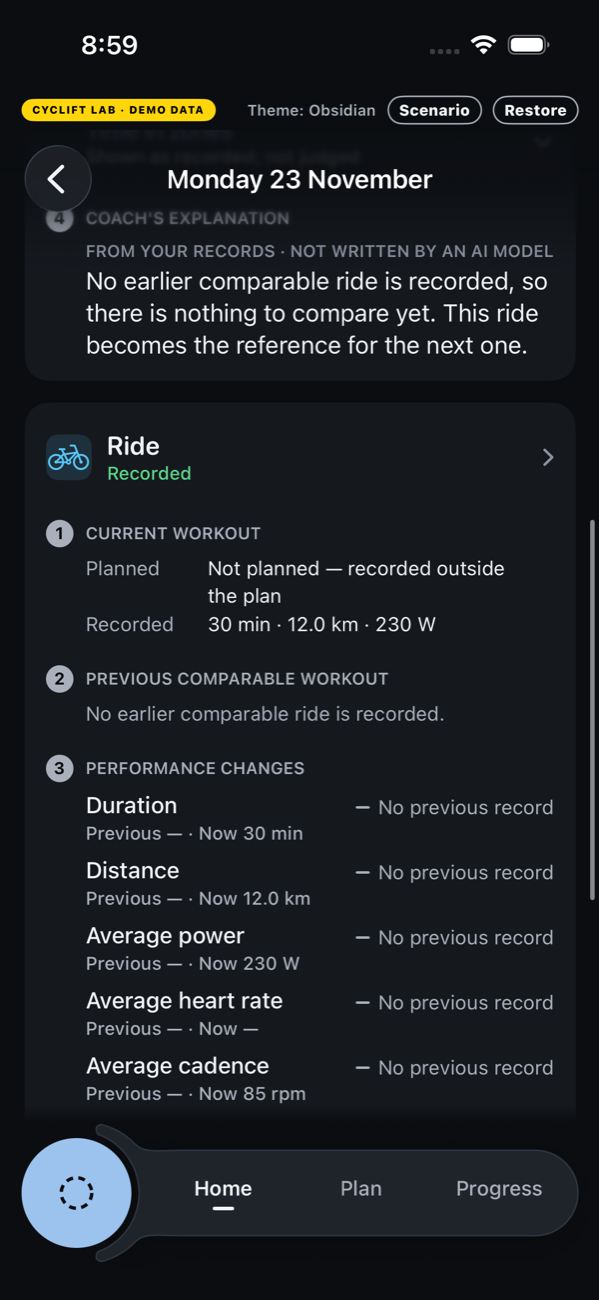 8:59
CYCLIFT LAB · DEMO DATA
Theme: Obsidian
Scenario
Restore
Shown as recorded, not judged
Monday 23 November
4 COACH'S EXPLANATION
FROM YOUR RECORDS · NOT WRITTEN BY AN AI MODEL
No earlier comparable ride is recorded, so
there is nothing to compare yet. This ride
becomes the reference for the next one.
Ride
Recorded
1 CURRENT WORKOUT
Planned Not planned — recorded outside
the plan
Recorded 30 min · 12.0 km · 230 W
2 PREVIOUS COMPARABLE WORKOUT
No earlier comparable ride is recorded.
3 PERFORMANCE CHANGES
Duration — No previous record
Previous — · Now 30 min
Distance — No previous record
Previous — · Now 12.0 km
Average power — No previous record
Previous — · Now 230 W
Average heart rate — No previous record
Previous — · Now —
Average cadence — No previous record
Previous — · Now 85 rpm
Home
Plan
Progress